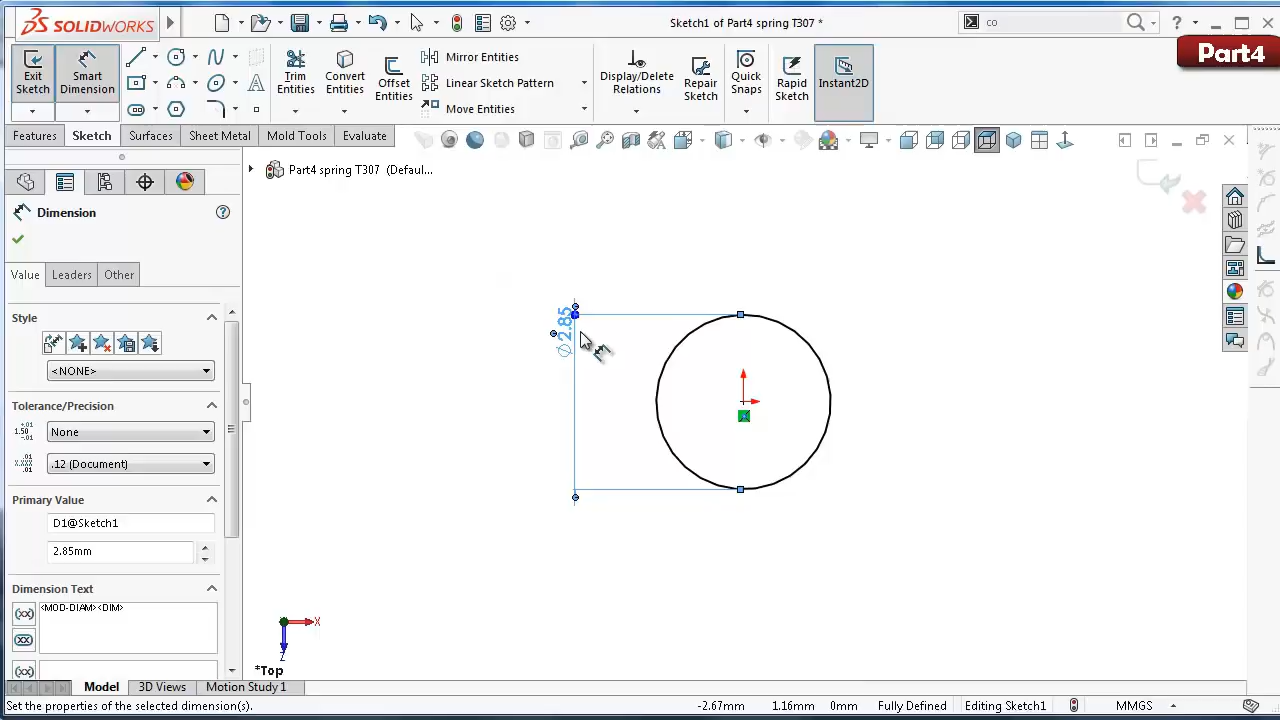 SOLIDWORKS
Sketch1 of Part4 spring T307 *
co
?
Part4
Exit Sketch
Smart Dimension
Trim Entities
Convert Entities
Offset Entities
Mirror Entities
Linear Sketch Pattern
Move Entities
Display/Delete Relations
Repair Sketch
Quick Snaps
Rapid Sketch
Instant2D
Features
Sketch
Surfaces
Sheet Metal
Mold Tools
Evaluate
Part4 spring T307 (Defaul...
Dimension
?
Value
Leaders
Other
Style
<NONE>
Tolerance/Precision
None
.12 (Document)
Primary Value
D1@Sketch1
2.85mm
Dimension Text
<MOD-DIAM><DIM>
∅ 2.85
X
Z
*Top
Model
3D Views
Motion Study 1
Set the properties of the selected dimension(s).
-2.67mm
1.16mm
0mm
Fully Defined
Editing Sketch1
MMGS